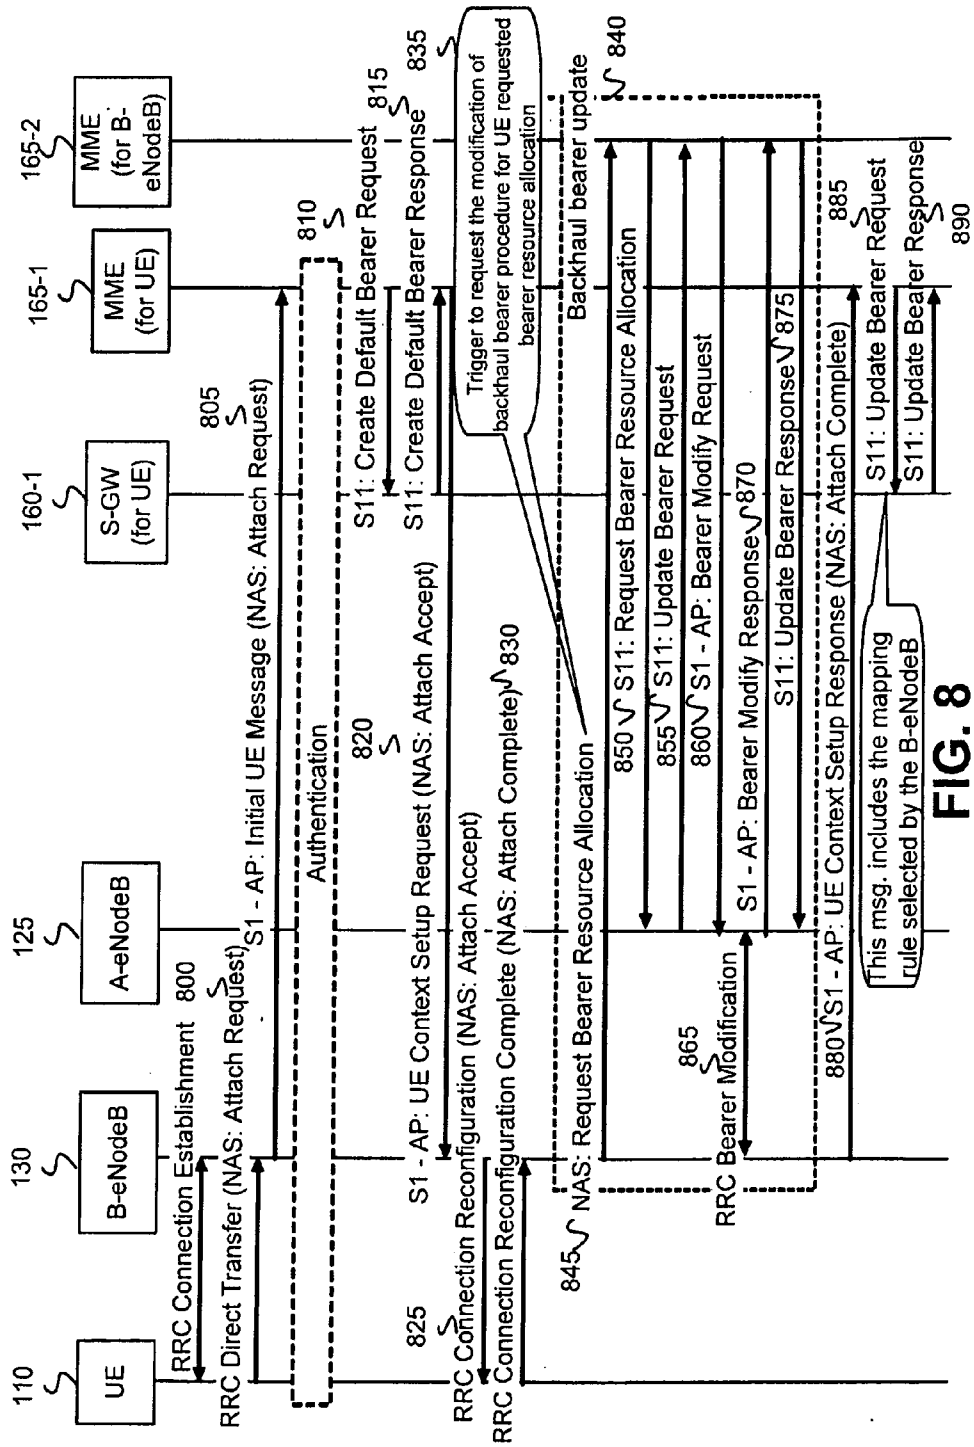 110
UE
130
B-eNodeB
125
A-eNodeB
160-1
S-GW
(for UE)
165-1
MME
(for UE)
165-2
MME
(for B-
eNodeB)
RRC Connection Establishment
800
RRC Direct Transfer (NAS: Attach Request)
805
S1 - AP: Initial UE Message (NAS: Attach Request)
810
Authentication
S11: Create Default Bearer Request
815
S11: Create Default Bearer Response
820
S1 - AP: UE Context Setup Request (NAS: Attach Accept)
825
RRC Connection Reconfiguration (NAS: Attach Accept)
RRC Connection Reconfiguration Complete (NAS: Attach Complete)
830
835
Trigger to request the modification of
backhaul bearer procedure for UE requested
bearer resource allocation
Backhaul bearer update
840
845
NAS: Request Bearer Resource Allocation
850
S11: Request Bearer Resource Allocation
855
S11: Update Bearer Request
860
S1 - AP: Bearer Modify Request
865
RRC Bearer Modification
S1 - AP: Bearer Modify Response
870
S11: Update Bearer Response
875
880
S1 - AP: UE Context Setup Response (NAS: Attach Complete)
885
S11: Update Bearer Request
S11: Update Bearer Response
890
This msg. includes the mapping
rule selected by the B-eNodeB
FIG. 8